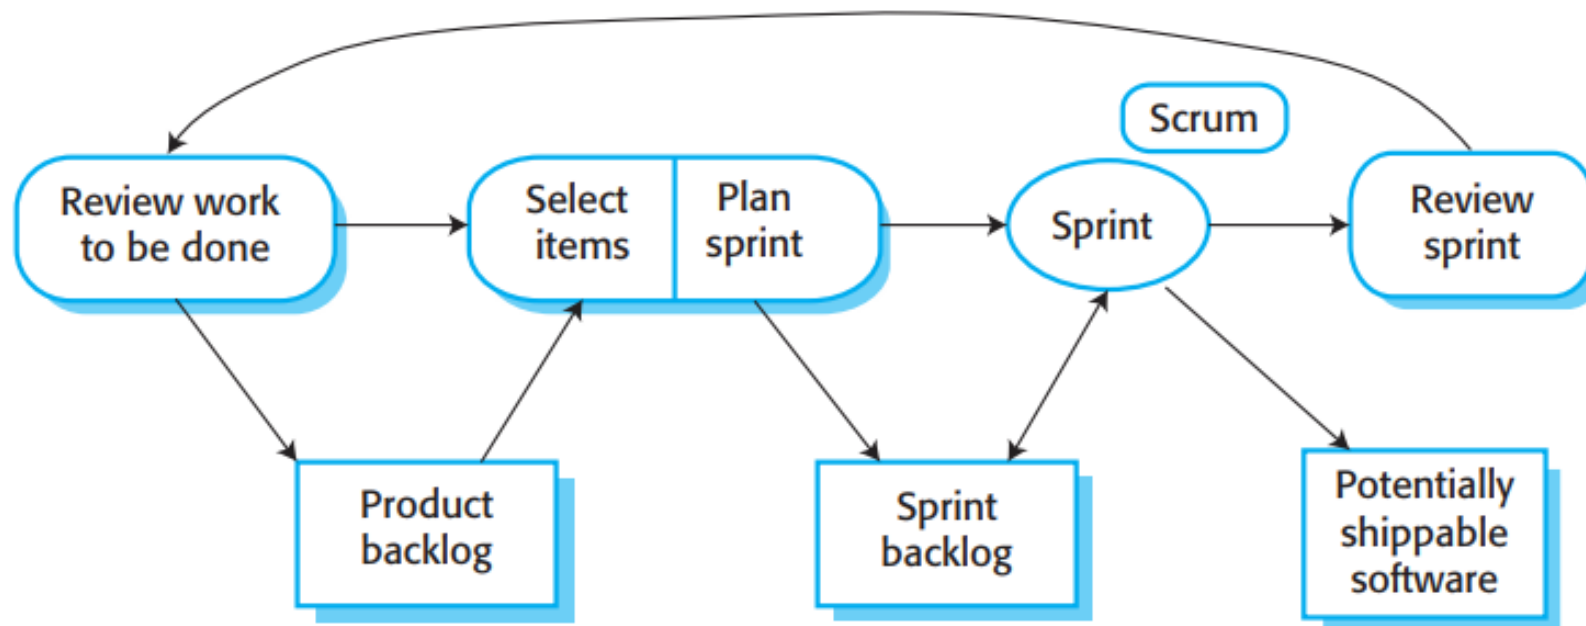 Scrum
Review work
to be done
Select
items
Plan
sprint
Sprint
Review
sprint
Product
backlog
Sprint
backlog
Potentially
shippable
software